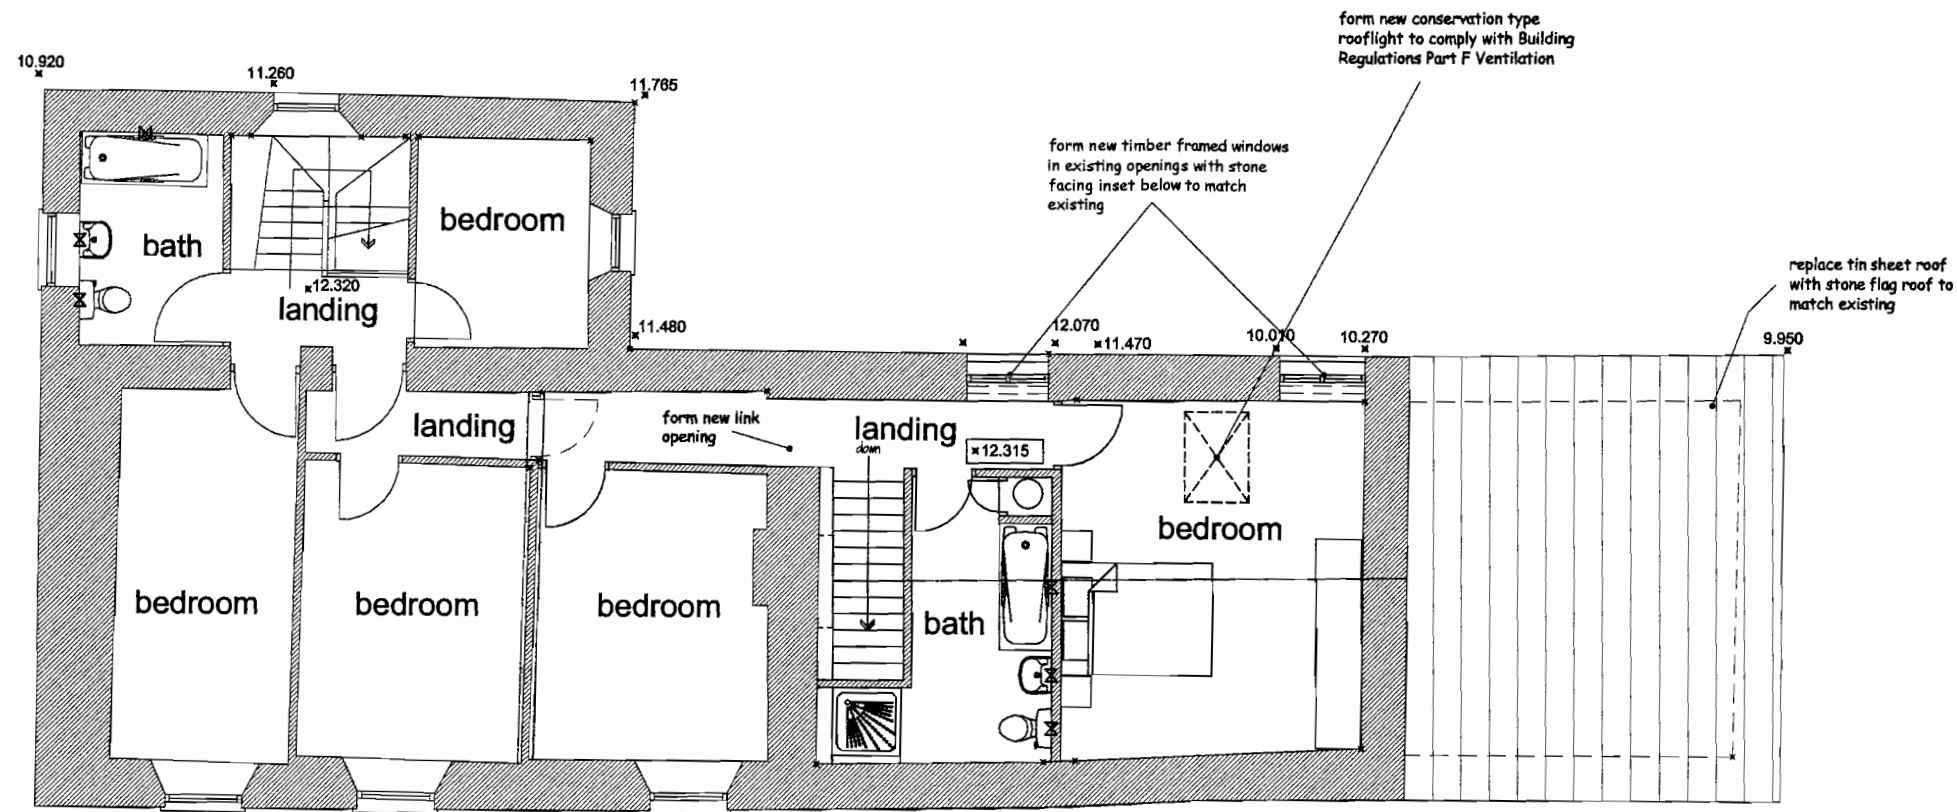 form new conservation type
rooflight to comply with Building
Regulations Part F Ventilation
10.920
11.260
11.765
form new timber framed windows
in existing openings with stone
facing inset below to match
existing
bedroom
bath
replace tin sheet roof
with stone flag roof to
match existing
12.320
landing
11.480
12.070
11.470
10.010
10.270
9.950
landing
form new link
opening
landing
down
12.315
bedroom
bedroom
bedroom
bedroom
bath